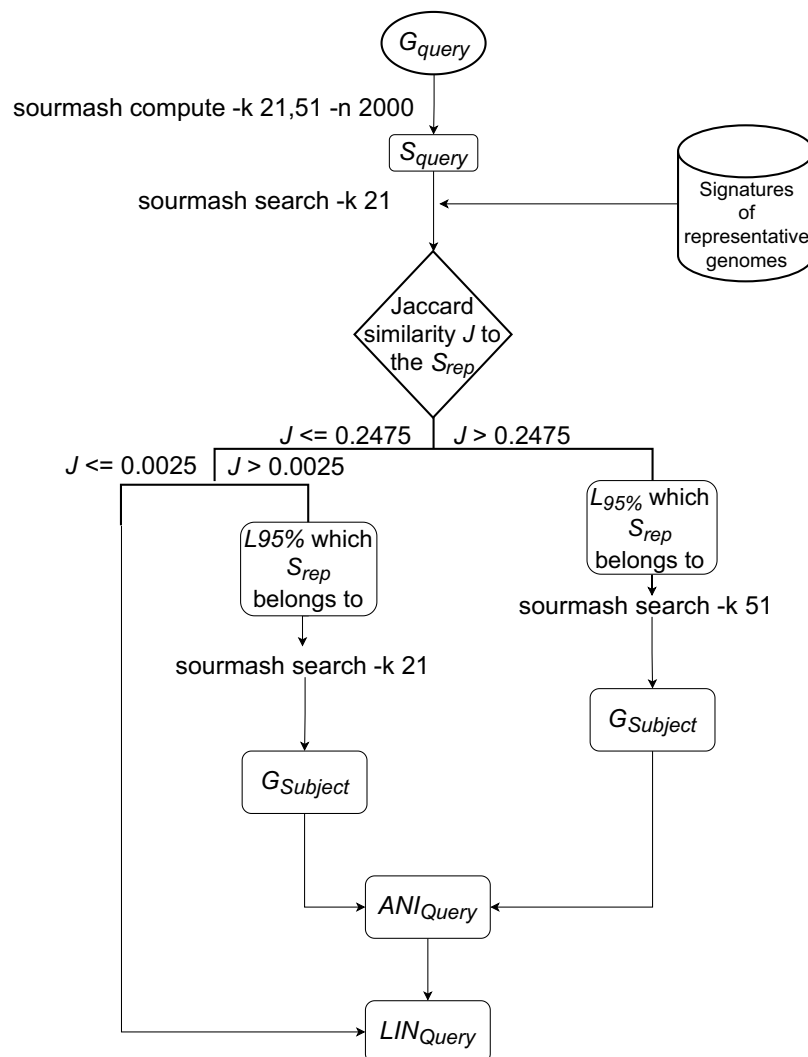 Gquery
sourmash compute -k 21,51 -n 2000
Squery
sourmash search -k 21
Signatures
of
representative
genomes
Jaccard
similarity J to
the Srep
J <= 0.2475
J > 0.2475
J <= 0.0025
J > 0.0025
L95% which
Srep
belongs to
L95% which
Srep
belongs to
sourmash search -k 51
sourmash search -k 21
GSubject
GSubject
ANIQuery
LINQuery